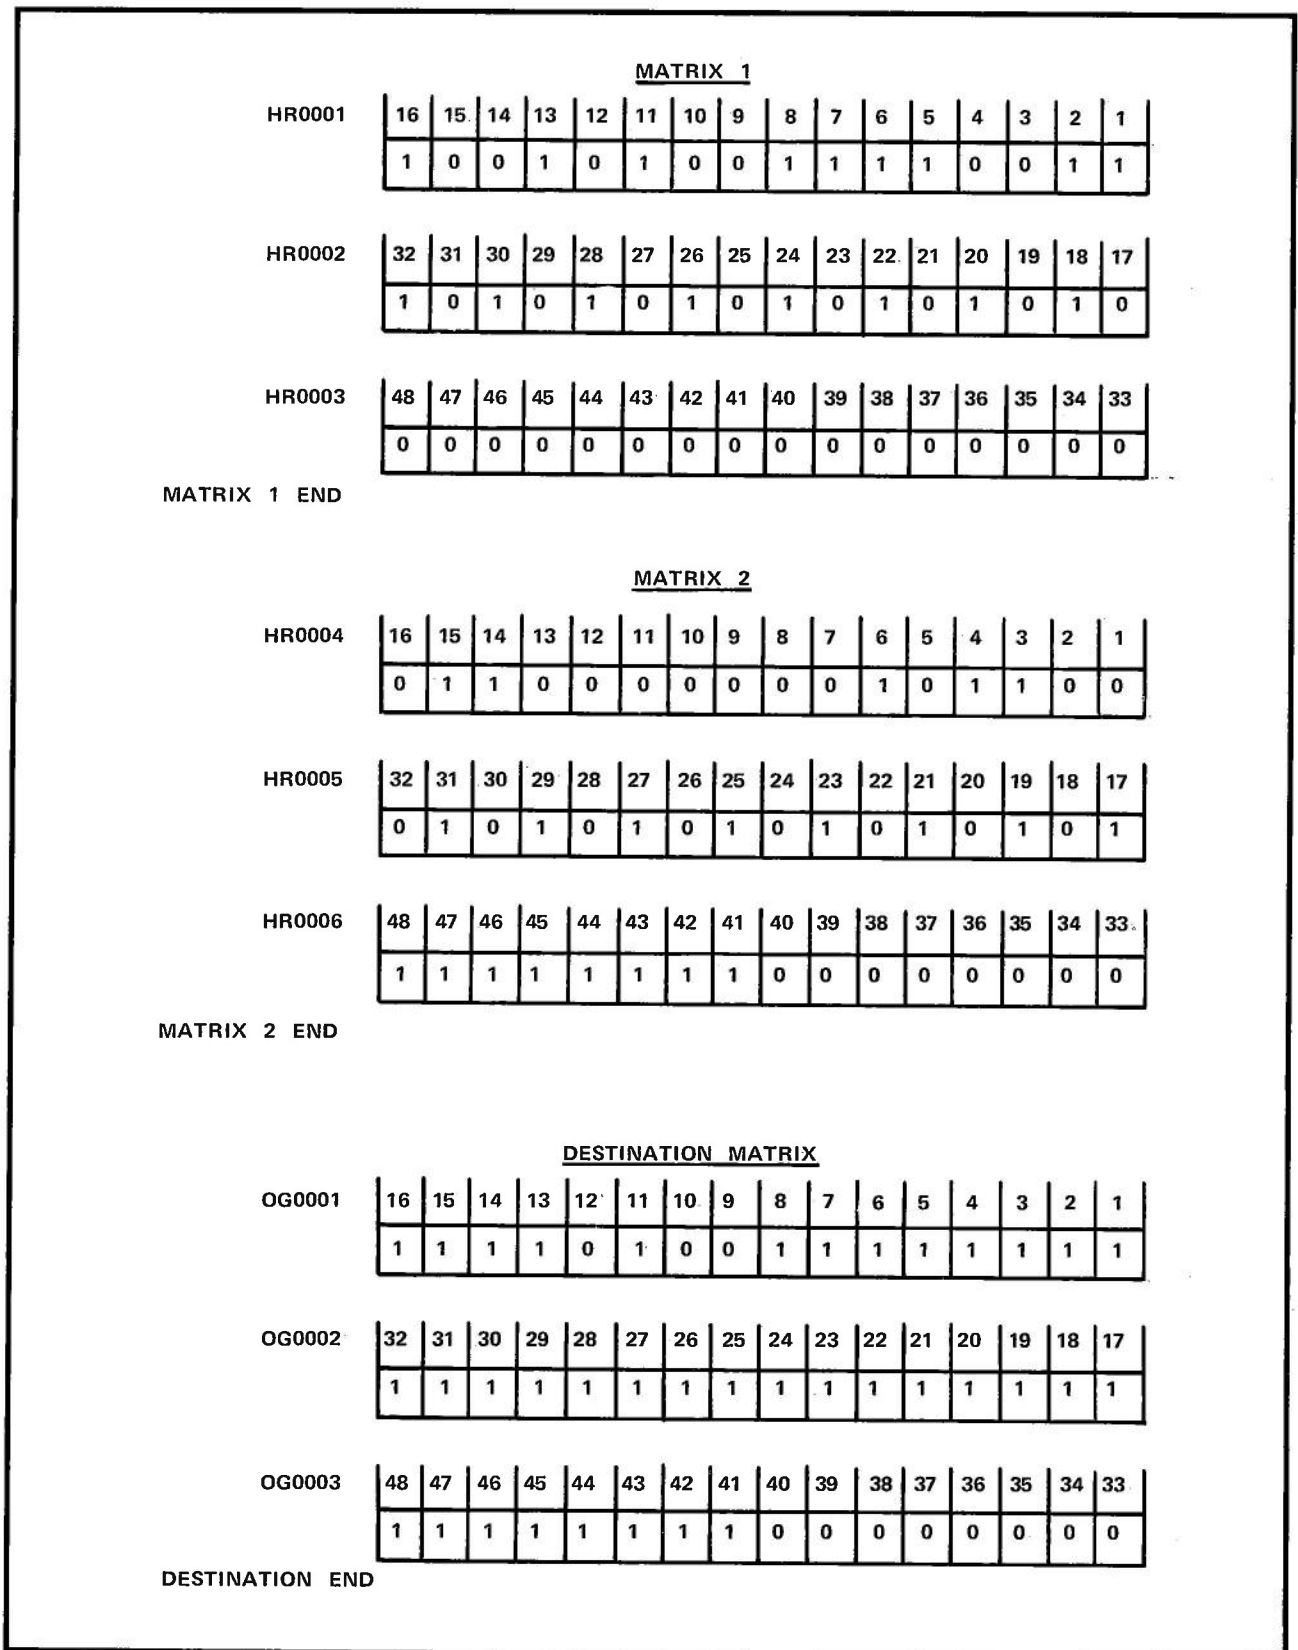 MATRIX 1
HR0001 16 15 14 13 12 11 10 9 8 7 6 5 4 3 2 1
1 0 0 1 0 1 0 0 1 1 1 1 0 0 1 1
HR0002 32 31 30 29 28 27 26 25 24 23 22 21 20 19 18 17
1 0 1 0 1 0 1 0 1 0 1 0 1 0 1 0
HR0003 48 47 46 45 44 43 42 41 40 39 38 37 36 35 34 33
0 0 0 0 0 0 0 0 0 0 0 0 0 0 0 0
MATRIX 1 END
MATRIX 2
HR0004 16 15 14 13 12 11 10 9 8 7 6 5 4 3 2 1
0 1 1 0 0 0 0 0 0 0 1 0 1 1 0 0
HR0005 32 31 30 29 28 27 26 25 24 23 22 21 20 19 18 17
0 1 0 1 0 1 0 1 0 1 0 1 0 1 0 1
HR0006 48 47 46 45 44 43 42 41 40 39 38 37 36 35 34 33
1 1 1 1 1 1 1 1 0 0 0 0 0 0 0 0
MATRIX 2 END
DESTINATION MATRIX
OG0001 16 15 14 13 12 11 10 9 8 7 6 5 4 3 2 1
1 1 1 1 0 1 0 0 1 1 1 1 1 1 1 1
OG0002 32 31 30 29 28 27 26 25 24 23 22 21 20 19 18 17
1 1 1 1 1 1 1 1 1 1 1 1 1 1 1 1
OG0003 48 47 46 45 44 43 42 41 40 39 38 37 36 35 34 33
1 1 1 1 1 1 1 1 0 0 0 0 0 0 0 0
DESTINATION END